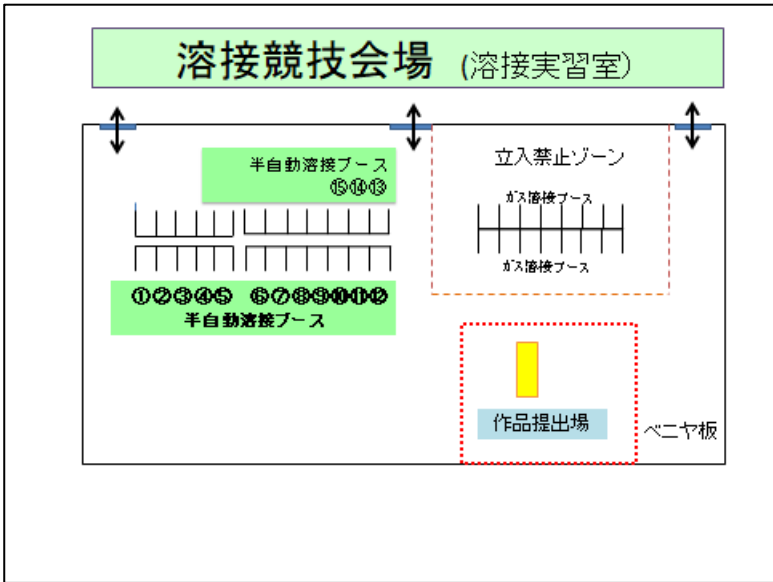 溶接競技会場 (溶接実習室)
半自動溶接ブース
⑮⑭⑬
立入禁止ゾーン
ガス溶接ブース
ガス溶接ブース
①②③④⑤ ⑥⑦⑧⑨⑩⑪⑫
半自動溶接ブース
作品提出場
ベニヤ板